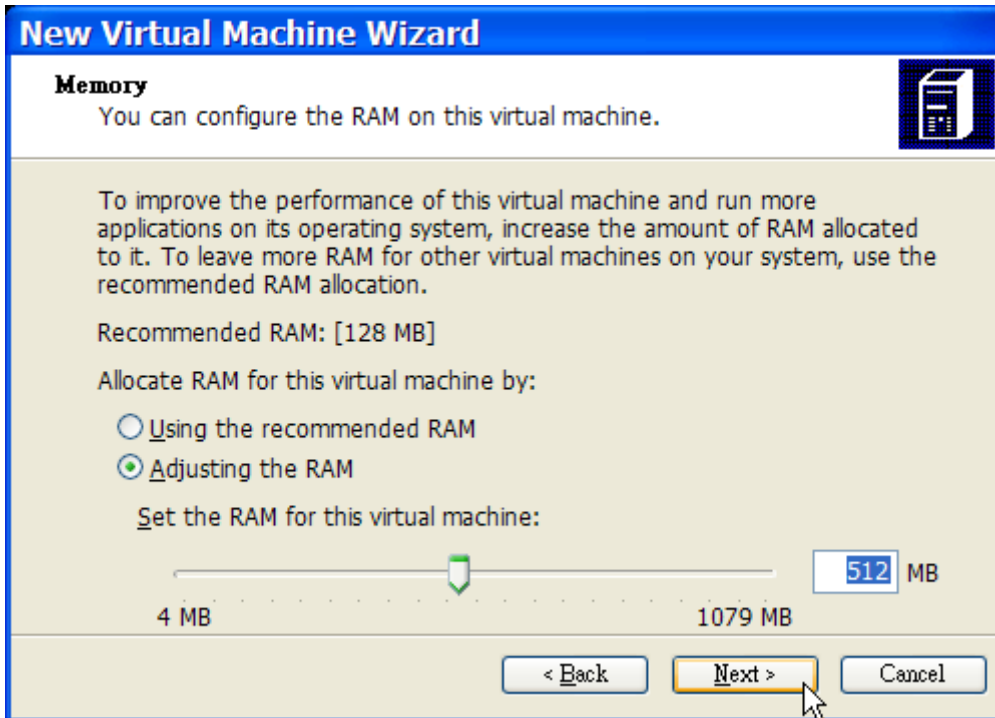 New Virtual Machine Wizard
Memory
You can configure the RAM on this virtual machine.
To improve the performance of this virtual machine and run more
applications on its operating system, increase the amount of RAM allocated
to it. To leave more RAM for other virtual machines on your system, use the
recommended RAM allocation.
Recommended RAM: [128 MB]
Allocate RAM for this virtual machine by:
Using the recommended RAM
Adjusting the RAM
Set the RAM for this virtual machine:
512 MB
4 MB 1079 MB
< Back Next > Cancel